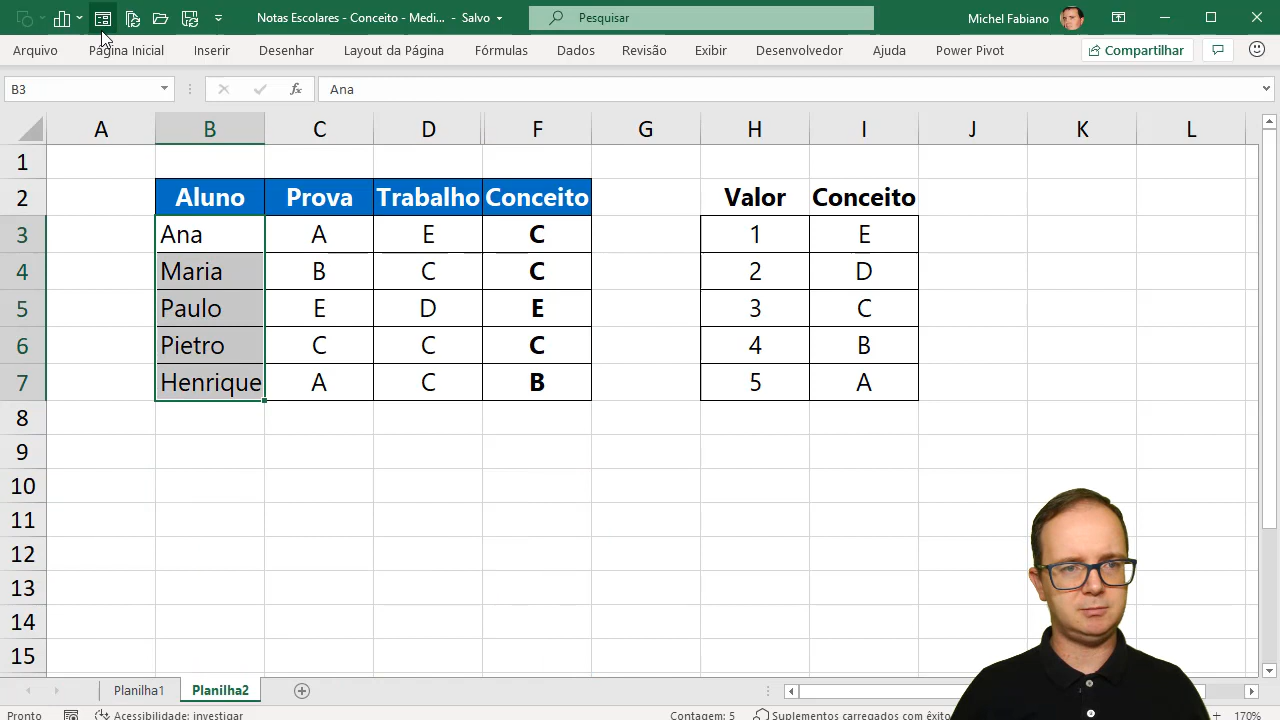 Notas Escolares - Conceito - Medi... - Salvo
Pesquisar
Michel Fabiano
Arquivo Página Inicial Inserir Desenhar Layout da Página Fórmulas Dados Revisão Exibir Desenvolvedor Ajuda Power Pivot Compartilhar
B3 fx Ana
A B C D F G H I J K L
1
2 Aluno Prova Trabalho Conceito Valor Conceito
3 Ana A E C 1 E
4 Maria B C C 2 D
5 Paulo E D E 3 C
6 Pietro C C C 4 B
7 Henrique A C B 5 A
8
9
10
11
12
13
14
15
Planilha1 Planilha2
Pronto Acessibilidade: investigar Contagem: 5 Suplementos carregados com êxito 170%